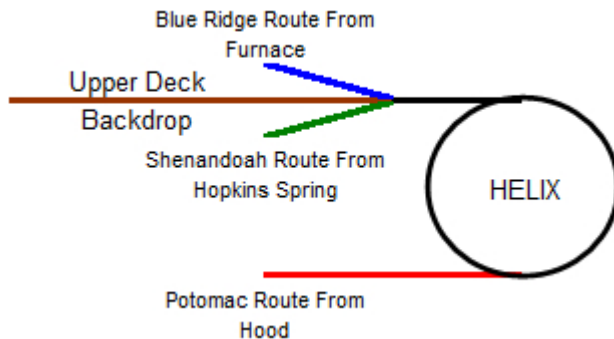 Blue Ridge Route From
Furnace
Upper Deck
Backdrop
Shenandoah Route From
Hopkins Spring
HELIX
Potomac Route From
Hood